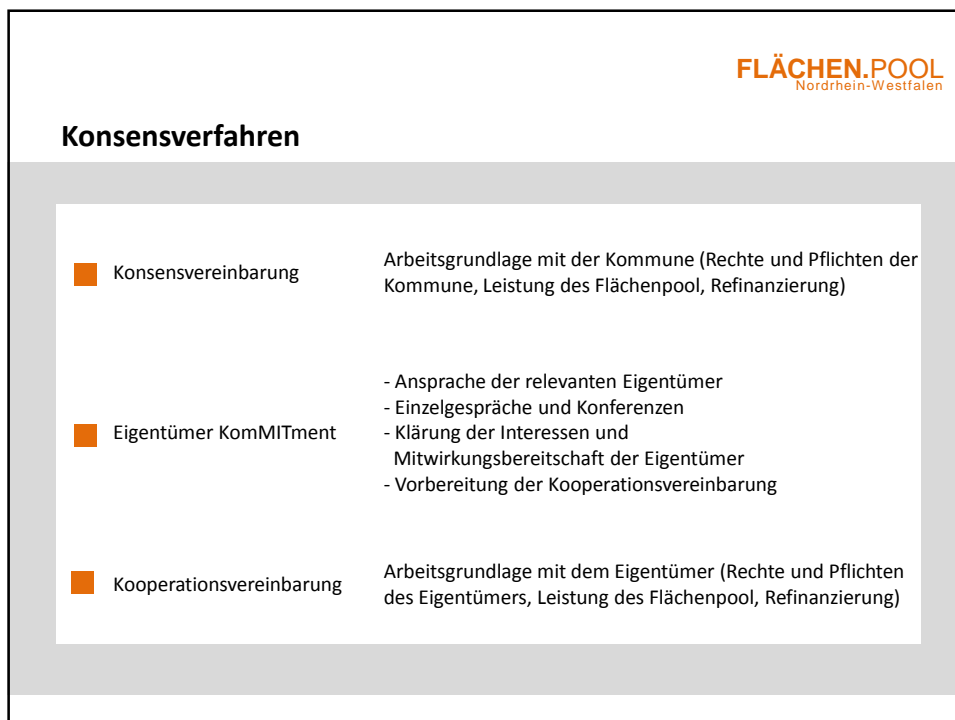 FLÄCHEN.POOL
Nordrhein-Westfalen
Konsensverfahren
Konsensvereinbarung
Arbeitsgrundlage mit der Kommune (Rechte und Pflichten der
Kommune, Leistung des Flächenpool, Refinanzierung)
Eigentümer KomMITment
- Ansprache der relevanten Eigentümer
- Einzelgespräche und Konferenzen
- Klärung der Interessen und
Mitwirkungsbereitschaft der Eigentümer
- Vorbereitung der Kooperationsvereinbarung
Kooperationsvereinbarung
Arbeitsgrundlage mit dem Eigentümer (Rechte und Pflichten
des Eigentümers, Leistung des Flächenpool, Refinanzierung)